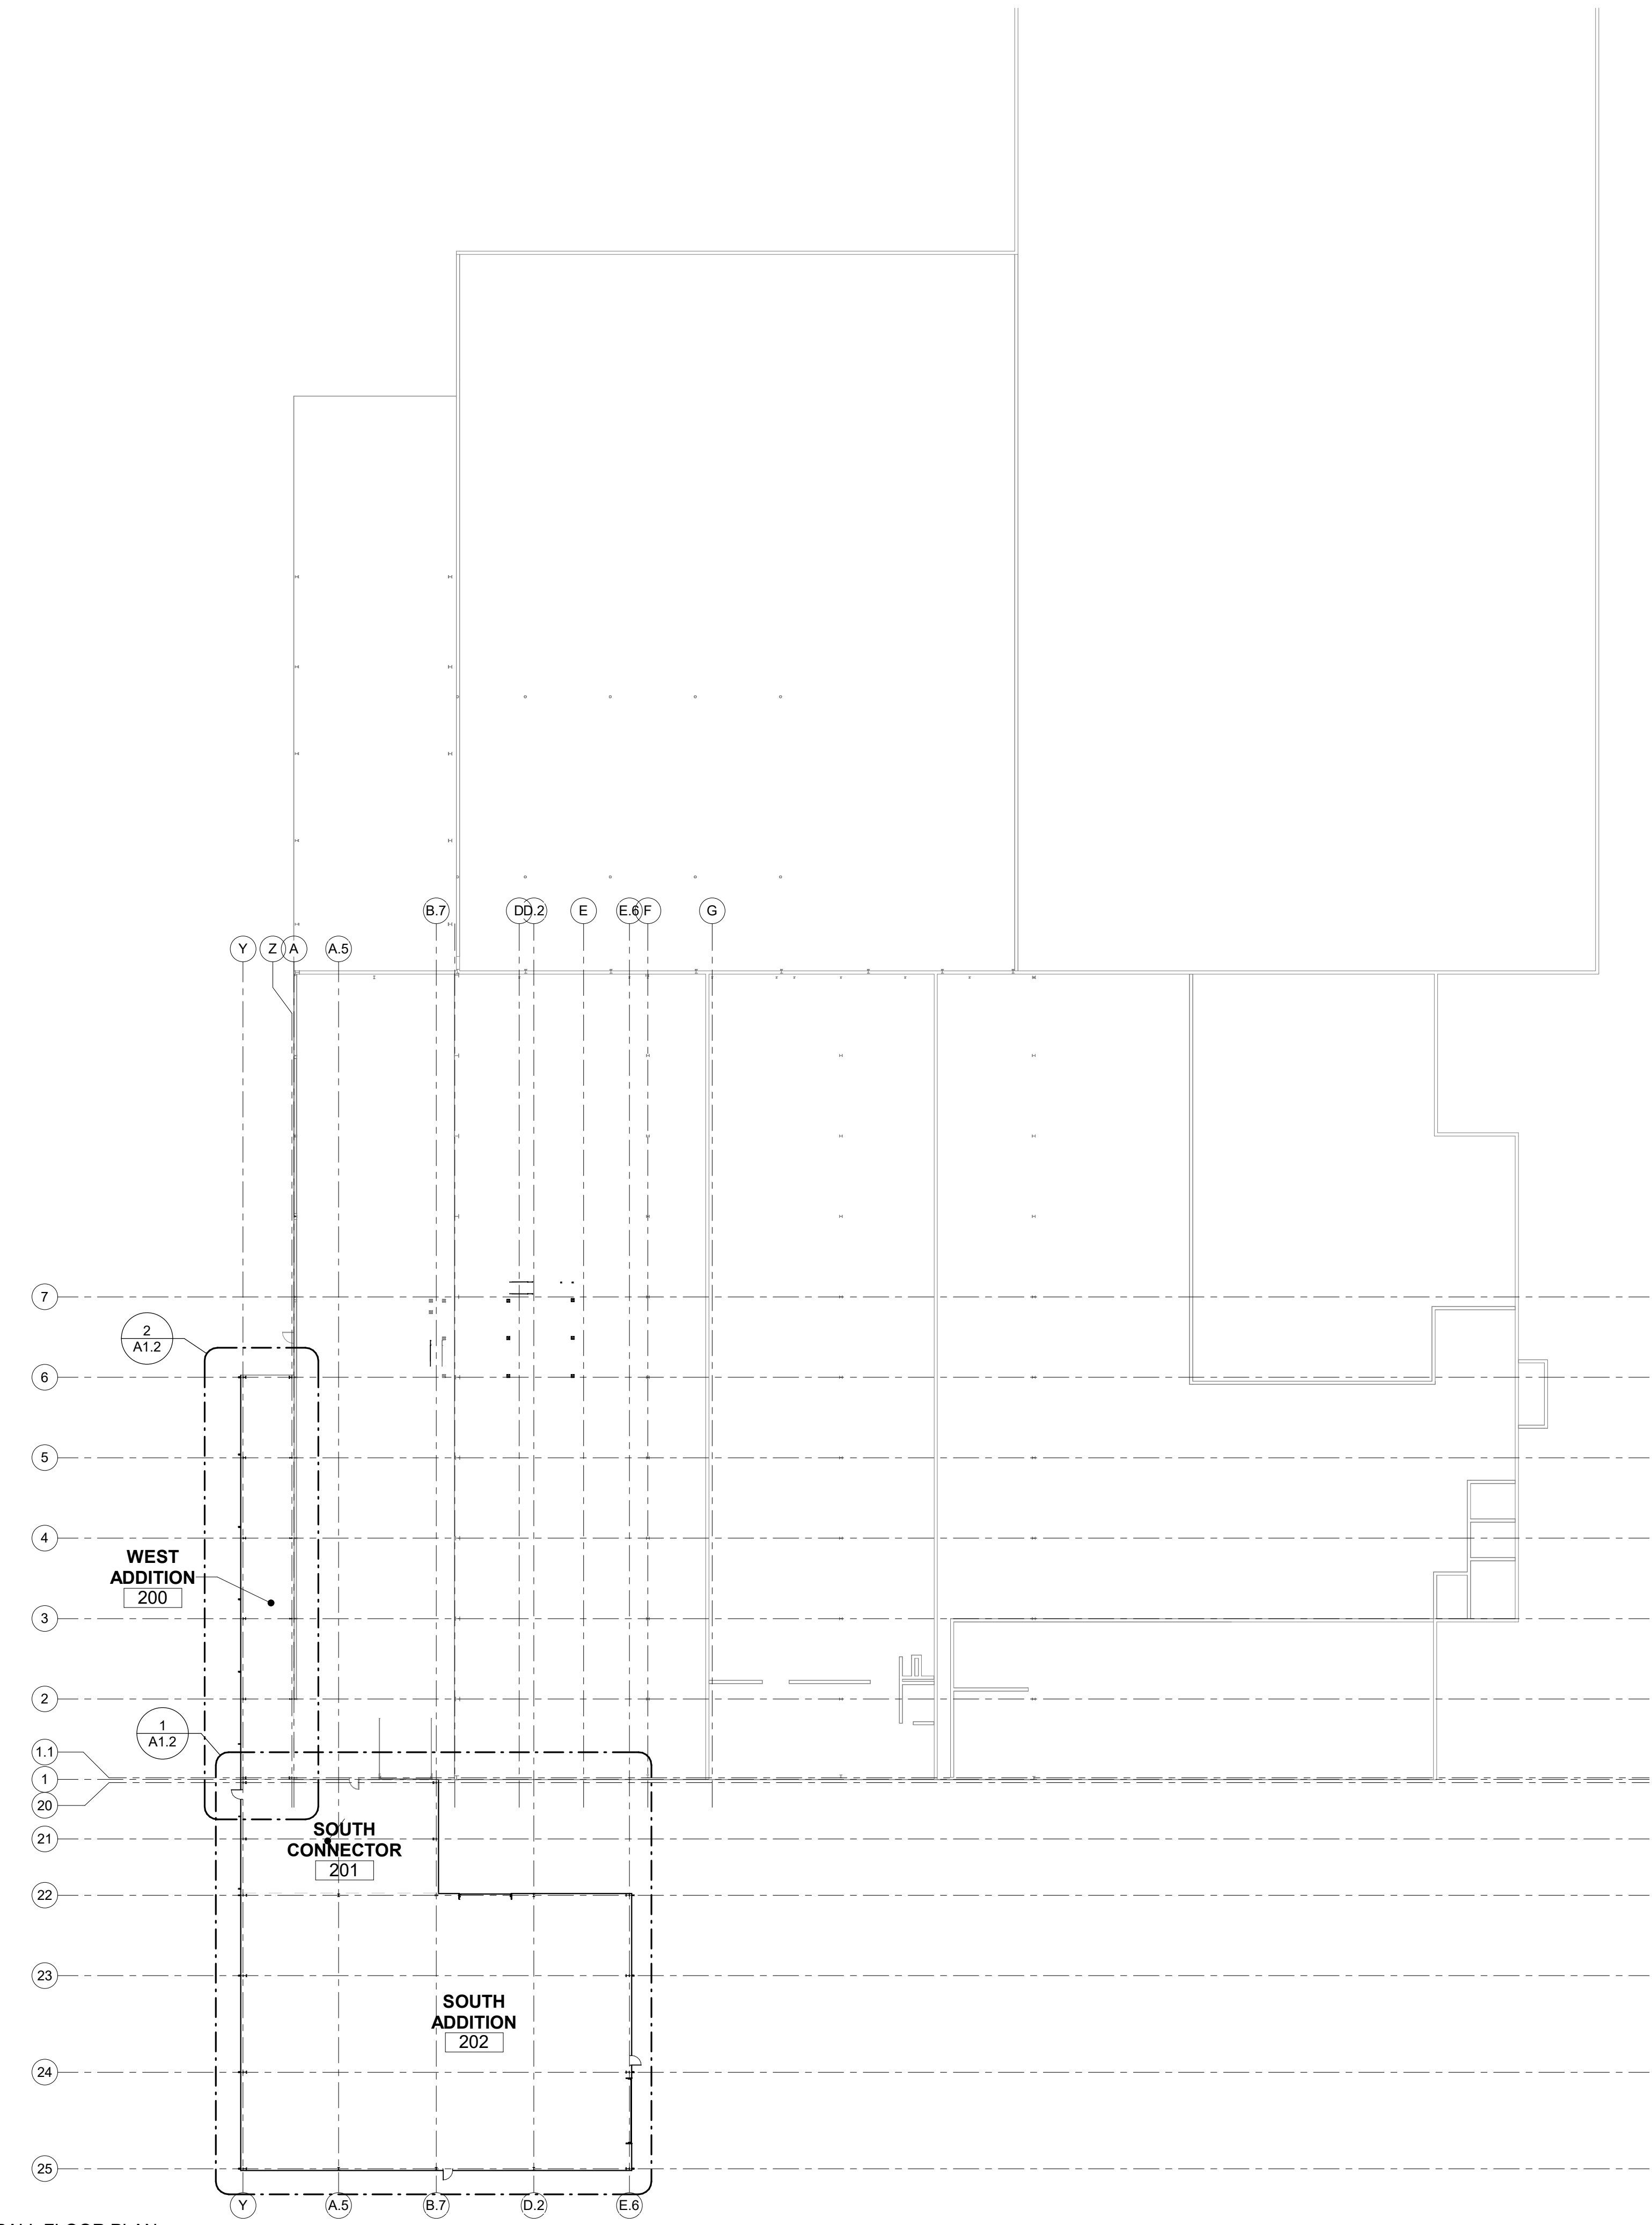 B.7
D
D.2
E
E.6
F
G
Y
Z
A
A.5
7
2
A1.2
6
5
4
WEST
ADDITION
200
3
2
1
A1.2
1.1
1
20
21
SOUTH
CONNECTOR
201
22
23
SOUTH
ADDITION
202
24
25
Y
A.5
B.7
D.2
E.6